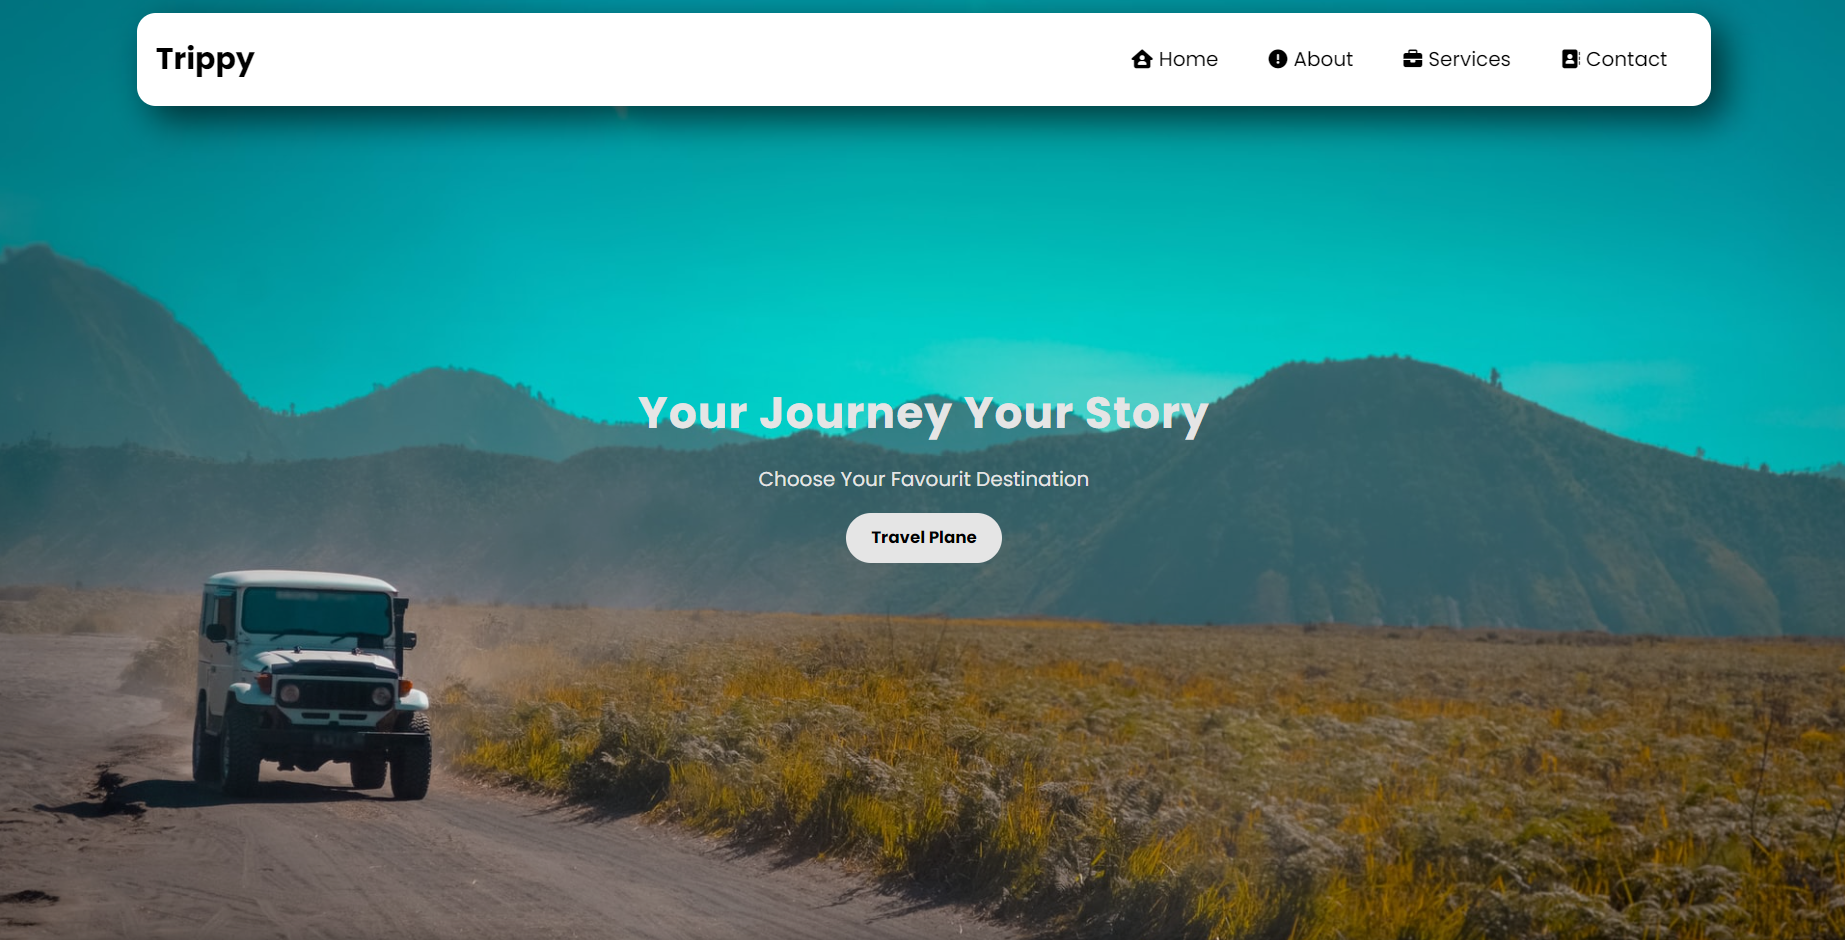 Trippy
Home About Services Contact
Your Journey Your Story
Choose Your Favourit Destination
Travel Plane